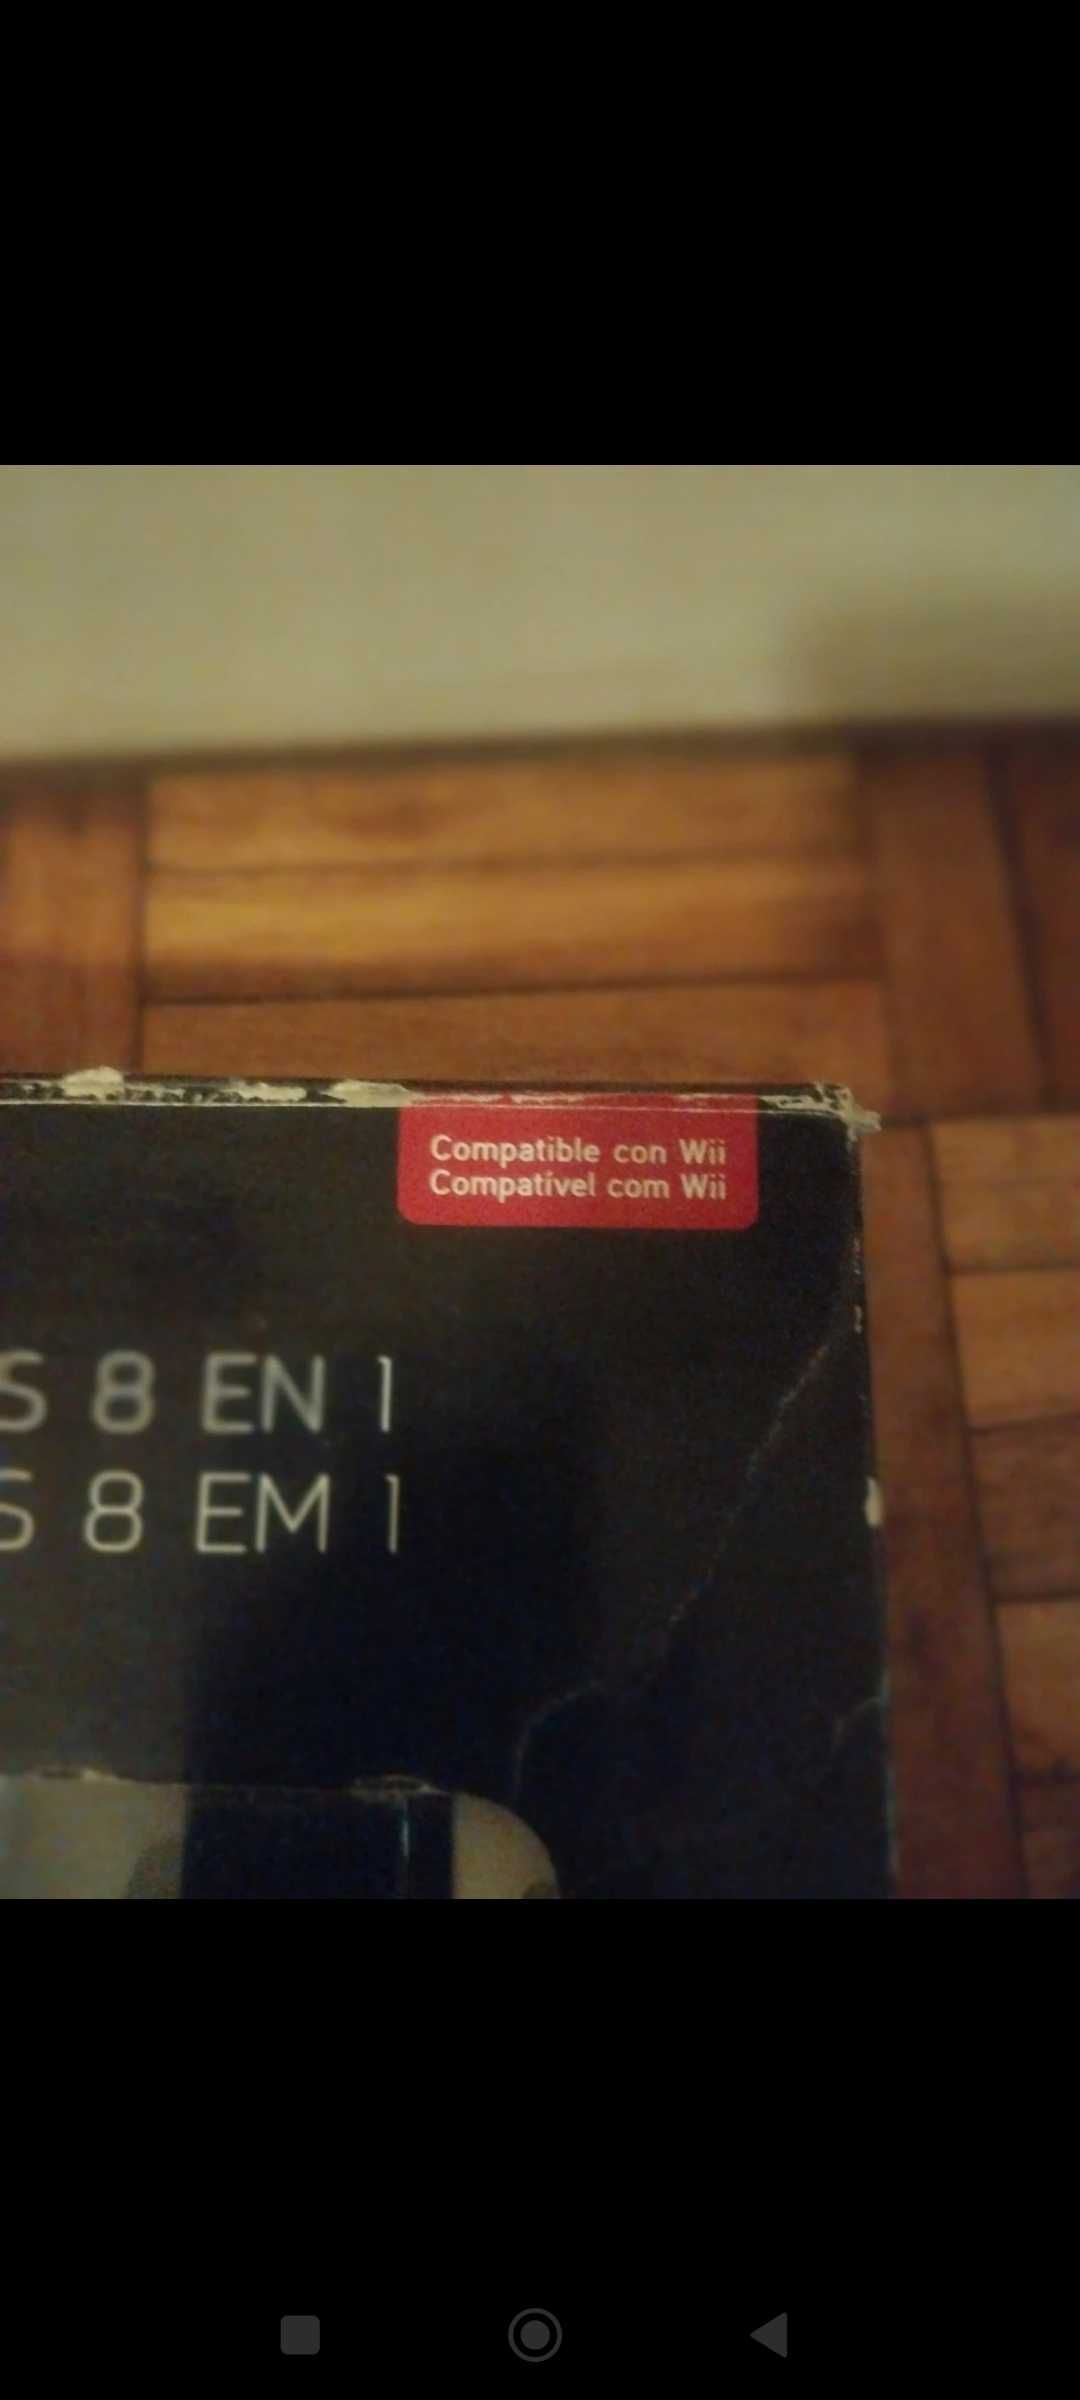 Compatible con Wii
Compatível com Wii
S 8 EN 1
S 8 EM 1